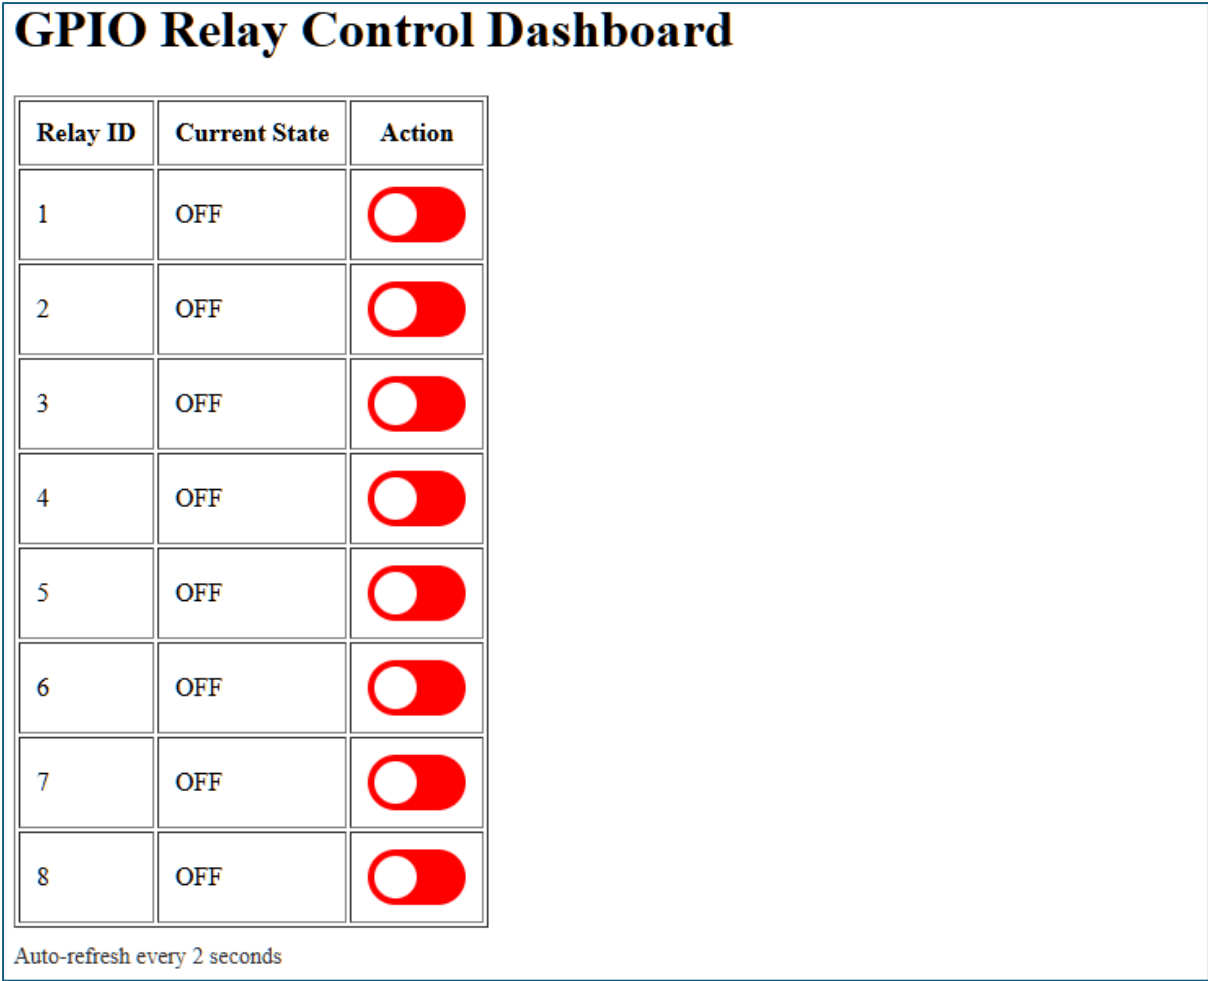 GPIO Relay Control Dashboard
Relay ID Current State Action
1 OFF
2 OFF
3 OFF
4 OFF
5 OFF
6 OFF
7 OFF
8 OFF
Auto-refresh every 2 seconds